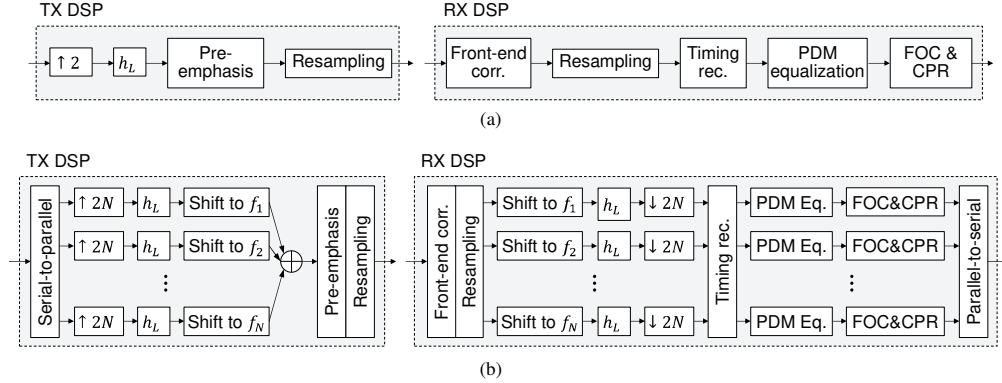 TX DSP
↑ 2
h_L
Pre-
emphasis
Resampling
RX DSP
Front-end
corr.
Resampling
Timing
rec.
PDM
equalization
FOC &
CPR
(a)
TX DSP
Serial-to-parallel
↑ 2N
h_L
Shift to f_1
↑ 2N
h_L
Shift to f_2
⋮
↑ 2N
h_L
Shift to f_N
Pre-emphasis
Resampling
RX DSP
Front-end corr.
Resampling
Shift to f_1
h_L
↓ 2N
Shift to f_2
h_L
↓ 2N
⋮
Shift to f_N
h_L
↓ 2N
Timing rec.
PDM Eq.
FOC&CPR
PDM Eq.
FOC&CPR
⋮
PDM Eq.
FOC&CPR
Parallel-to-serial
(b)